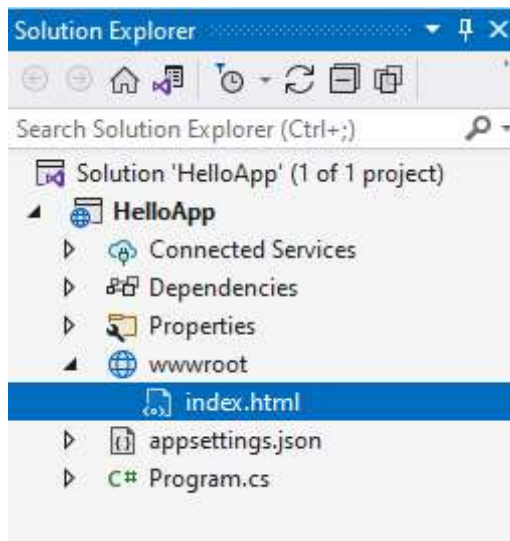 Solution Explorer
Search Solution Explorer (Ctrl+;)
Solution 'HelloApp' (1 of 1 project)
HelloApp
Connected Services
Dependencies
Properties
wwwroot
index.html
appsettings.json
C# Program.cs